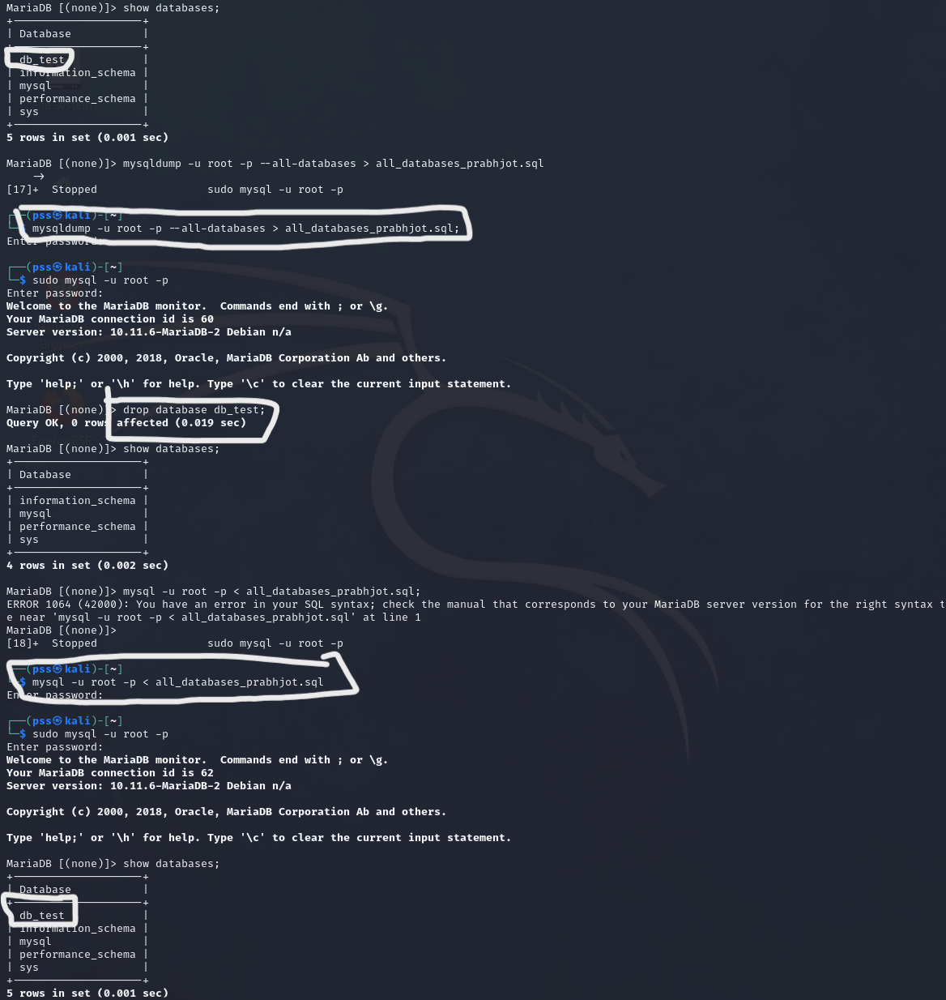 MariaDB [(none)]> show databases;
+--------------------+
| Database           |
+--------------------+
| db_test            |
| information_schema |
| mysql              |
| performance_schema |
| sys                |
+--------------------+
5 rows in set (0.001 sec)
MariaDB [(none)]> mysqldump -u root -p --all-databases > all_databases_prabhjot.sql
    ->
[17]+  Stopped                 sudo mysql -u root -p
┌──(pss㉿kali)-[~]
└─$ mysqldump -u root -p --all-databases > all_databases_prabhjot.sql;
Enter password:
┌──(pss㉿kali)-[~]
└─$ sudo mysql -u root -p
Enter password:
Welcome to the MariaDB monitor.  Commands end with ; or \g.
Your MariaDB connection id is 60
Server version: 10.11.6-MariaDB-2 Debian n/a
Copyright (c) 2000, 2018, Oracle, MariaDB Corporation Ab and others.
Type 'help;' or '\h' for help. Type '\c' to clear the current input statement.
MariaDB [(none)]> drop database db_test;
Query OK, 0 rows affected (0.019 sec)
MariaDB [(none)]> show databases;
+--------------------+
| Database           |
+--------------------+
| information_schema |
| mysql              |
| performance_schema |
| sys                |
+--------------------+
4 rows in set (0.002 sec)
MariaDB [(none)]> mysql -u root -p < all_databases_prabhjot.sql;
ERROR 1064 (42000): You have an error in your SQL syntax; check the manual that corresponds to your MariaDB server version for the right syntax t
e near 'mysql -u root -p < all_databases_prabhjot.sql' at line 1
MariaDB [(none)]>
[18]+  Stopped                 sudo mysql -u root -p
┌──(pss㉿kali)-[~]
└─$ mysql -u root -p < all_databases_prabhjot.sql
Enter password:
┌──(pss㉿kali)-[~]
└─$ sudo mysql -u root -p
Enter password:
Welcome to the MariaDB monitor.  Commands end with ; or \g.
Your MariaDB connection id is 62
Server version: 10.11.6-MariaDB-2 Debian n/a
Copyright (c) 2000, 2018, Oracle, MariaDB Corporation Ab and others.
Type 'help;' or '\h' for help. Type '\c' to clear the current input statement.
MariaDB [(none)]> show databases;
+--------------------+
| Database           |
+--------------------+
| db_test            |
| information_schema |
| mysql              |
| performance_schema |
| sys                |
+--------------------+
5 rows in set (0.001 sec)